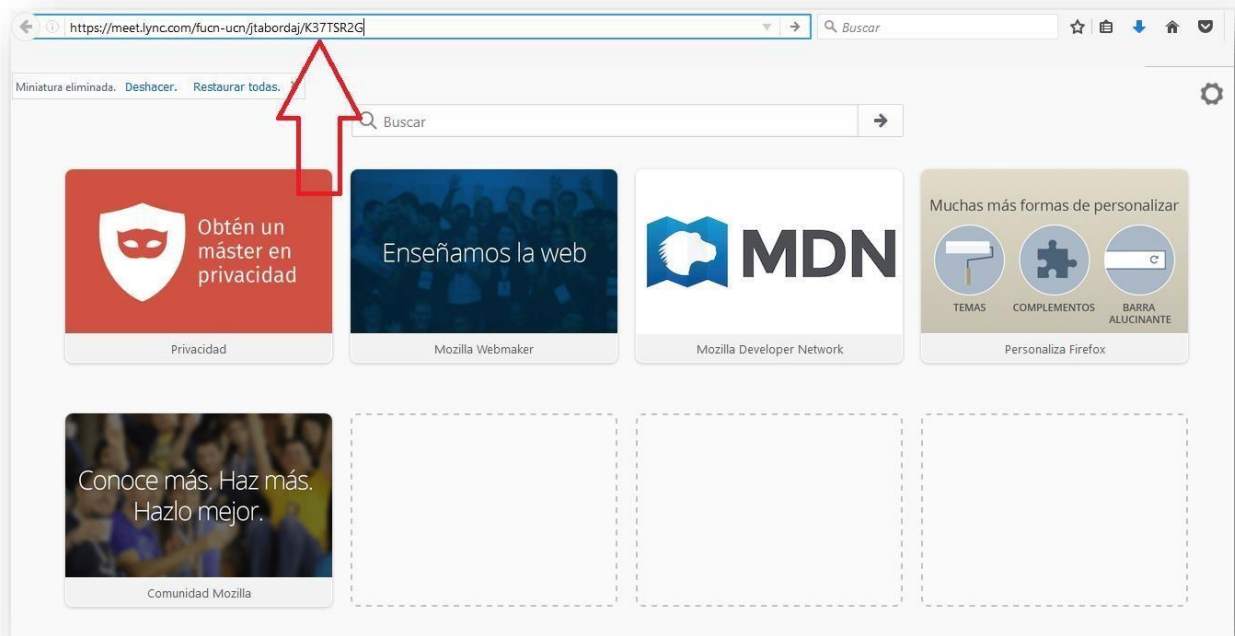 https://meet.lync.com/fucn-ucn/jtabordaj/K37TSR2G
Buscar
Miniatura eliminada. Deshacer. Restaurar todas.
Buscar
Obtén un
máster en
privacidad
Privacidad
Enseñamos la web
Mozilla Webmaker
MDN
Mozilla Developer Network
Muchas más formas de personalizar
TEMAS
COMPLEMENTOS
BARRA
ALUCINANTE
Personaliza Firefox
Conoce más. Haz más.
Hazlo mejor.
Comunidad Mozilla